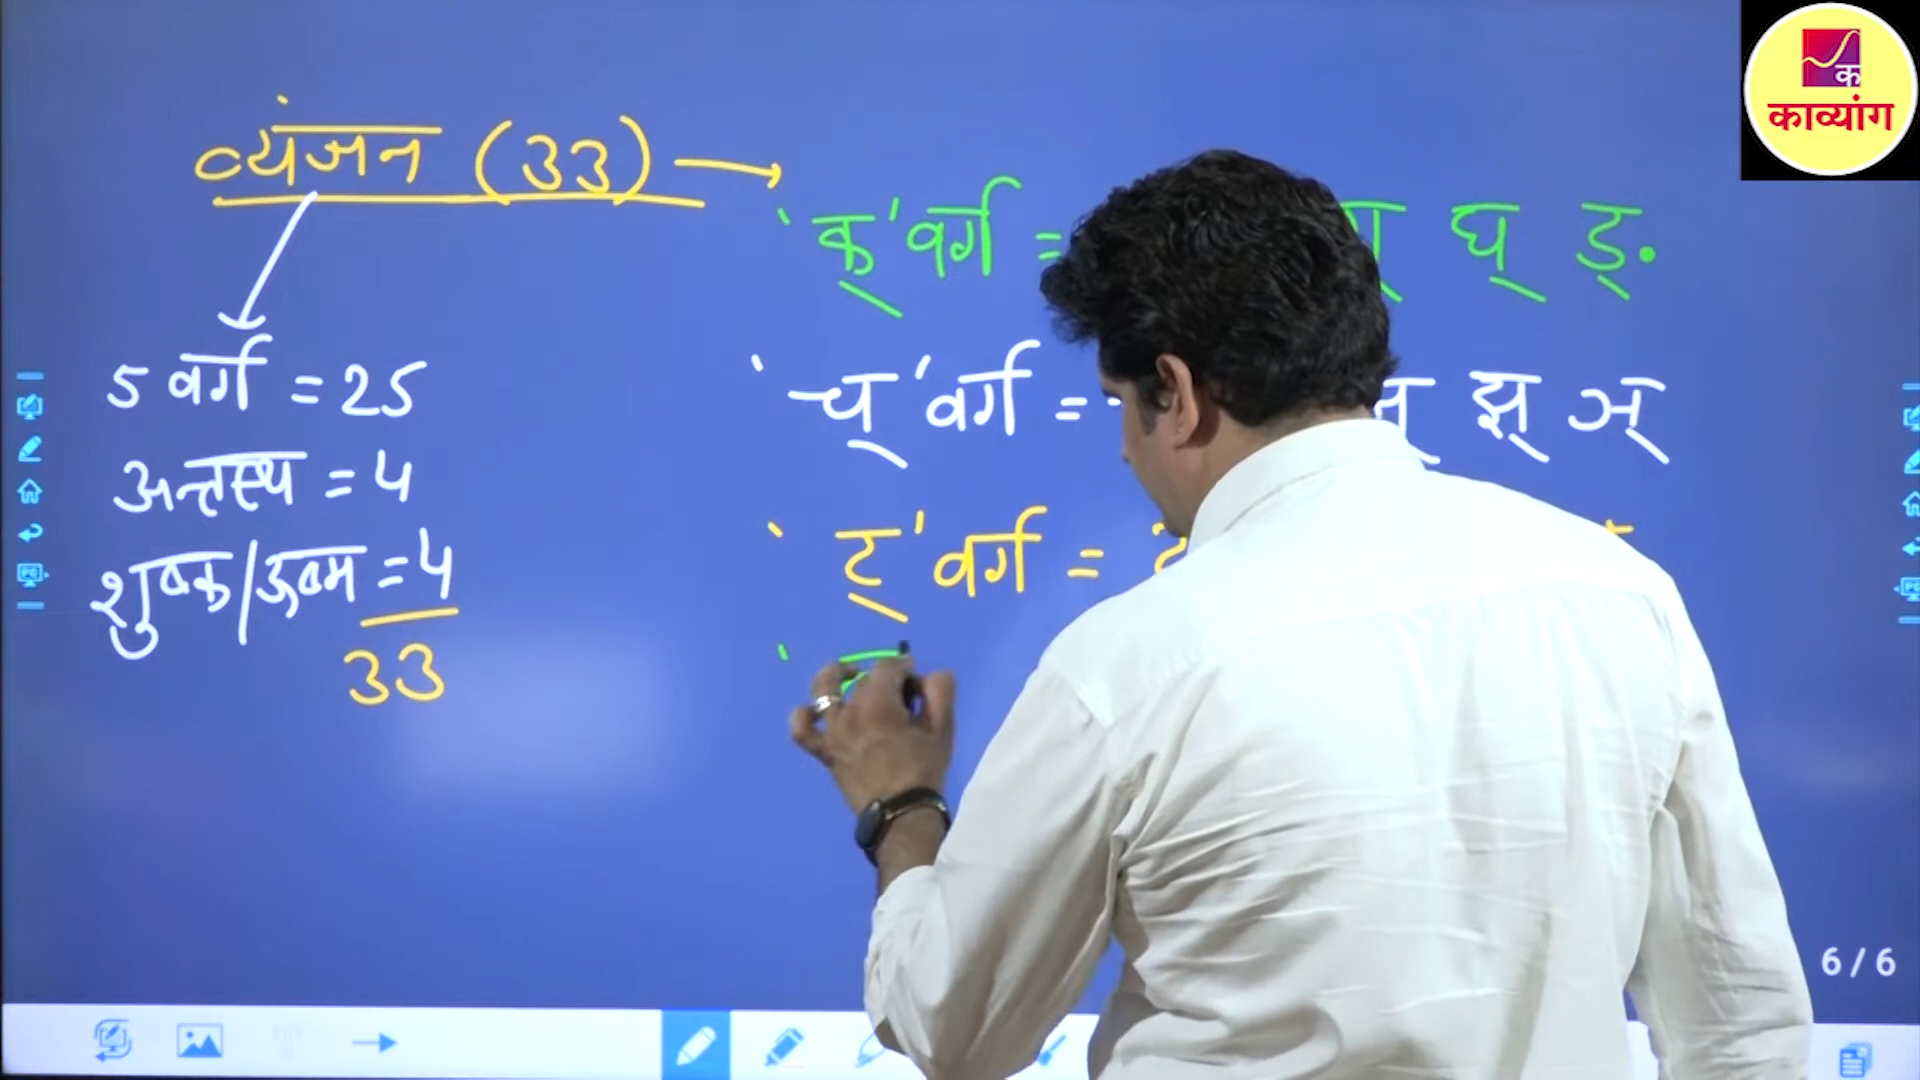 काव्यांग
क
व्यंजन (33) →
5 वर्ग = 25
अन्तस्थ = 4
शुष्क/ऊष्म = 4
33
'क्' वर्ग = ग् घ् ङ्
'च्' वर्ग = ज् झ् ञ्
'ट्' वर्ग =
6/6